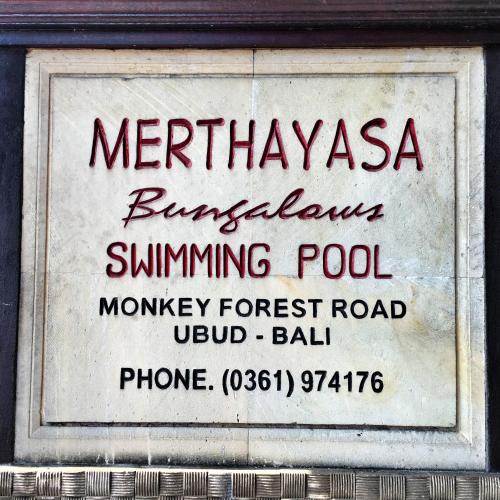 MERTHAYASA
Bungalows
SWIMMING POOL
MONKEY FOREST ROAD
UBUD - BALI
PHONE. (0361) 974176